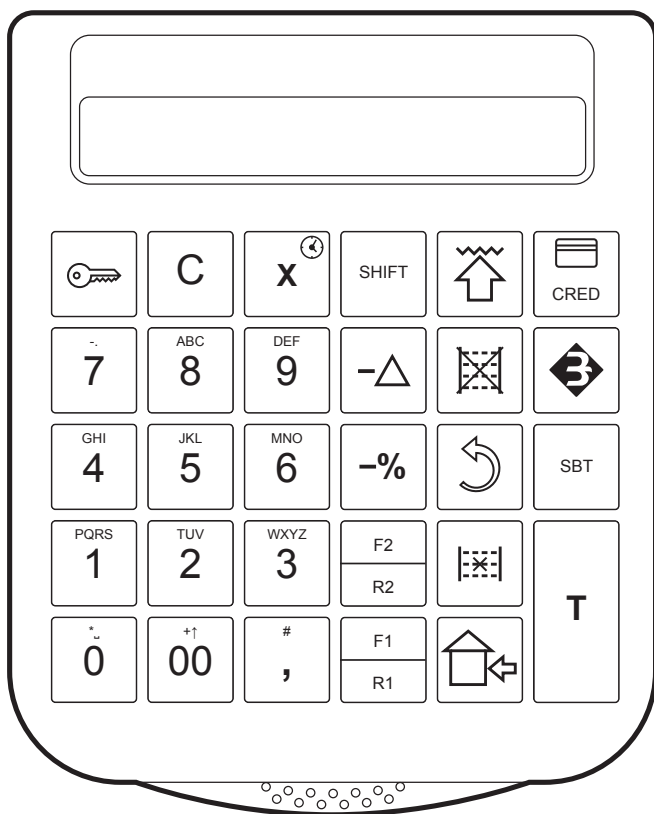 C X SHIFT CRED
-. ABC DEF
7 8 9 –△
GHI JKL MNO
4 5 6 –% SBT
PQRS TUV WXYZ F2
1 2 3 R2
T
*␣ +↑ # F1
0 00 , R1